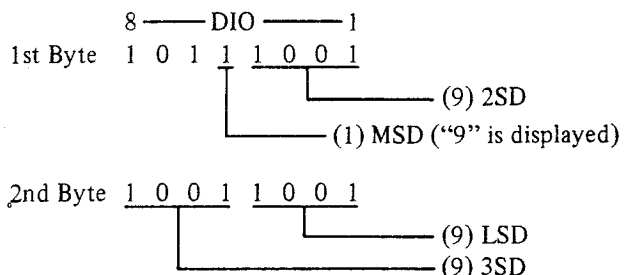 8 DIO 1
1st Byte 1 0 1 1 1 0 0 1
(9) 2SD
(1) MSD (“9” is displayed)
2nd Byte 1 0 0 1 1 0 0 1
(9) LSD
(9) 3SD